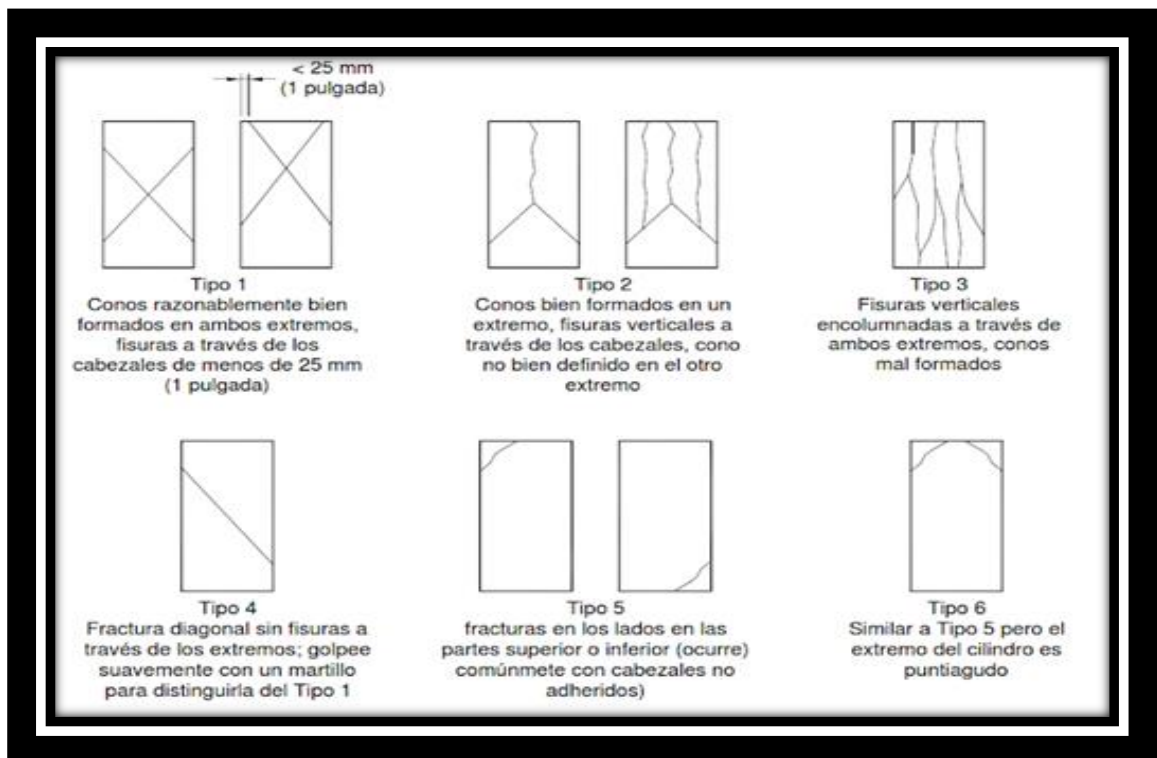 < 25 mm
(1 pulgada)
Tipo 1
Conos razonablemente bien
formados en ambos extremos,
fisuras a través de los
cabezales de menos de 25 mm
(1 pulgada)
Tipo 2
Conos bien formados en un
extremo, fisuras verticales a
través de los cabezales, cono
no bien definido en el otro
extremo
Tipo 3
Fisuras verticales
encolumnadas a través de
ambos extremos, conos
mal formados
Tipo 4
Fractura diagonal sin fisuras a
través de los extremos; golpee
suavemente con un martillo
para distinguirla del Tipo 1
Tipo 5
fracturas en los lados en las
partes superior o inferior (ocurre)
comúnmete con cabezales no
adheridos)
Tipo 6
Similar a Tipo 5 pero el
extremo del cilindro es
puntiagudo